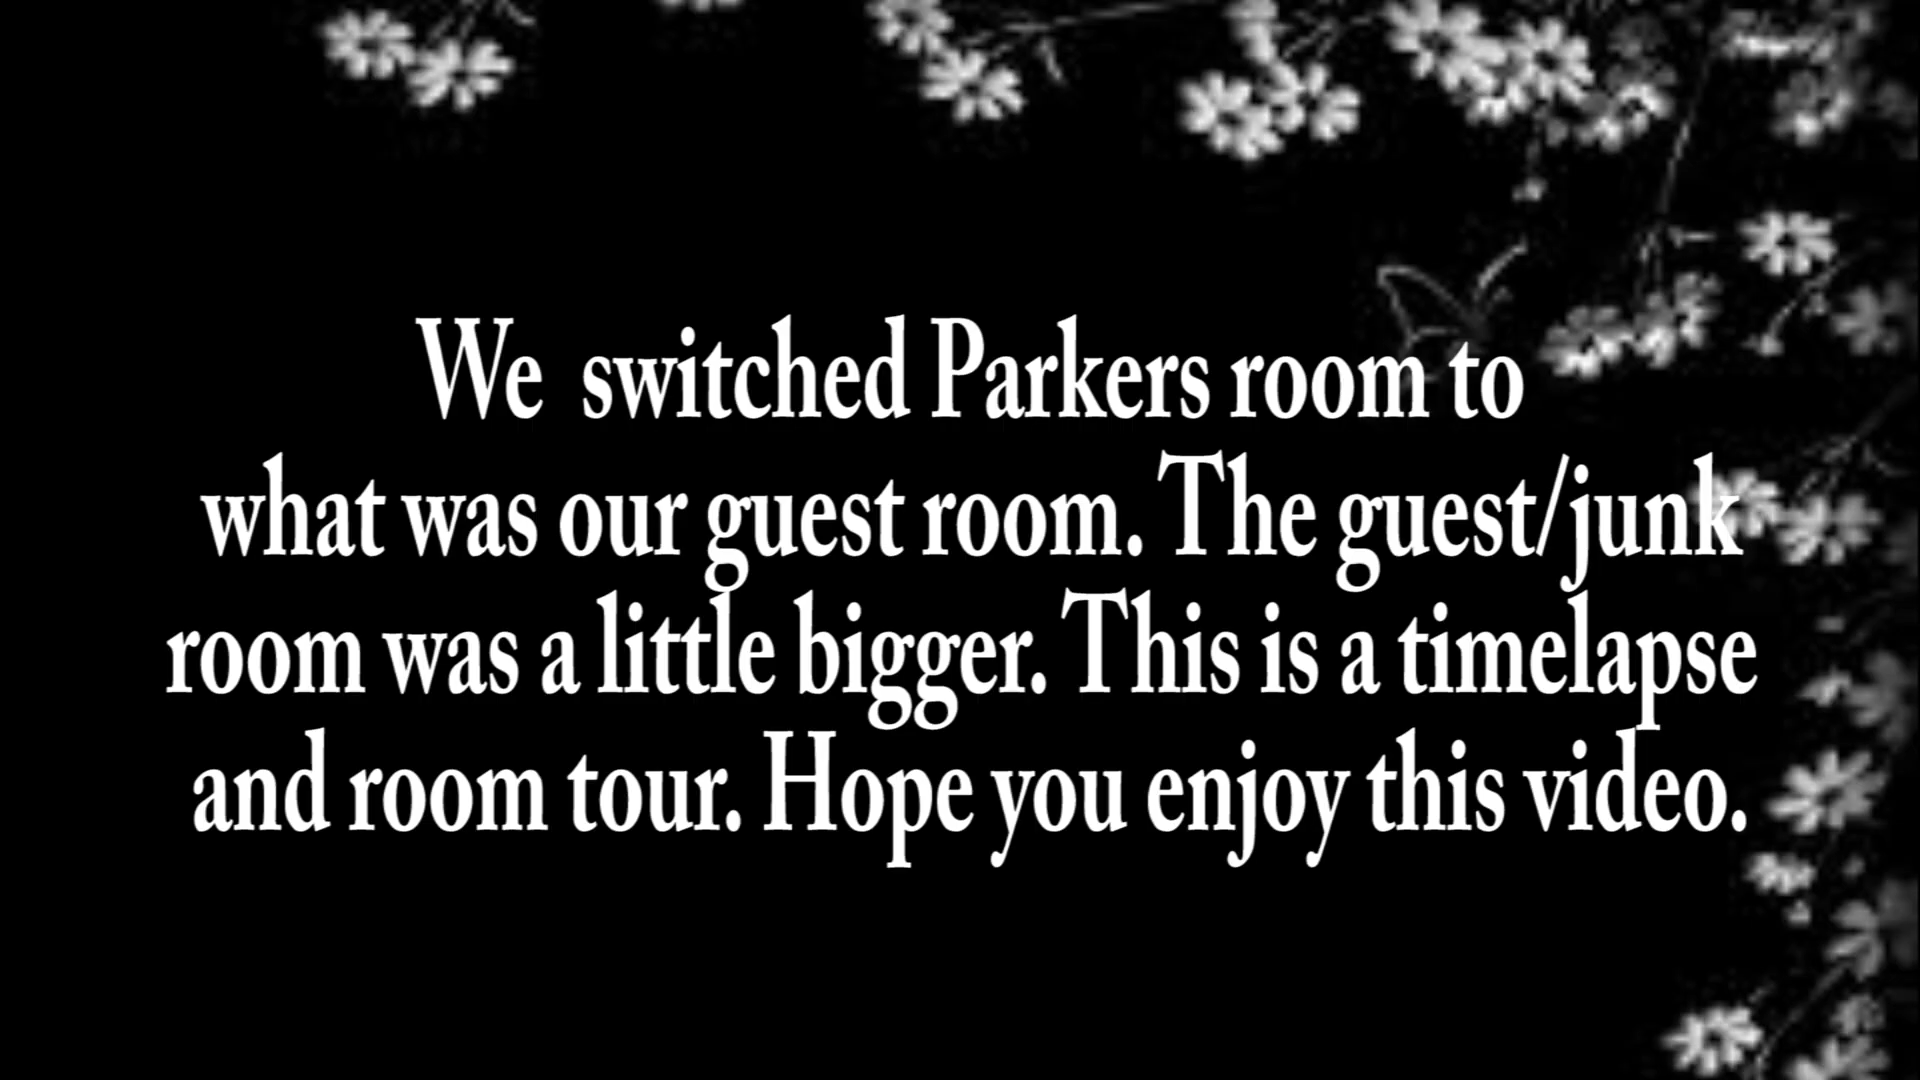 We  switched Parkers room to
what was our guest room. The guest/junk
room was a little bigger. This is a timelapse
and room tour. Hope you enjoy this video.